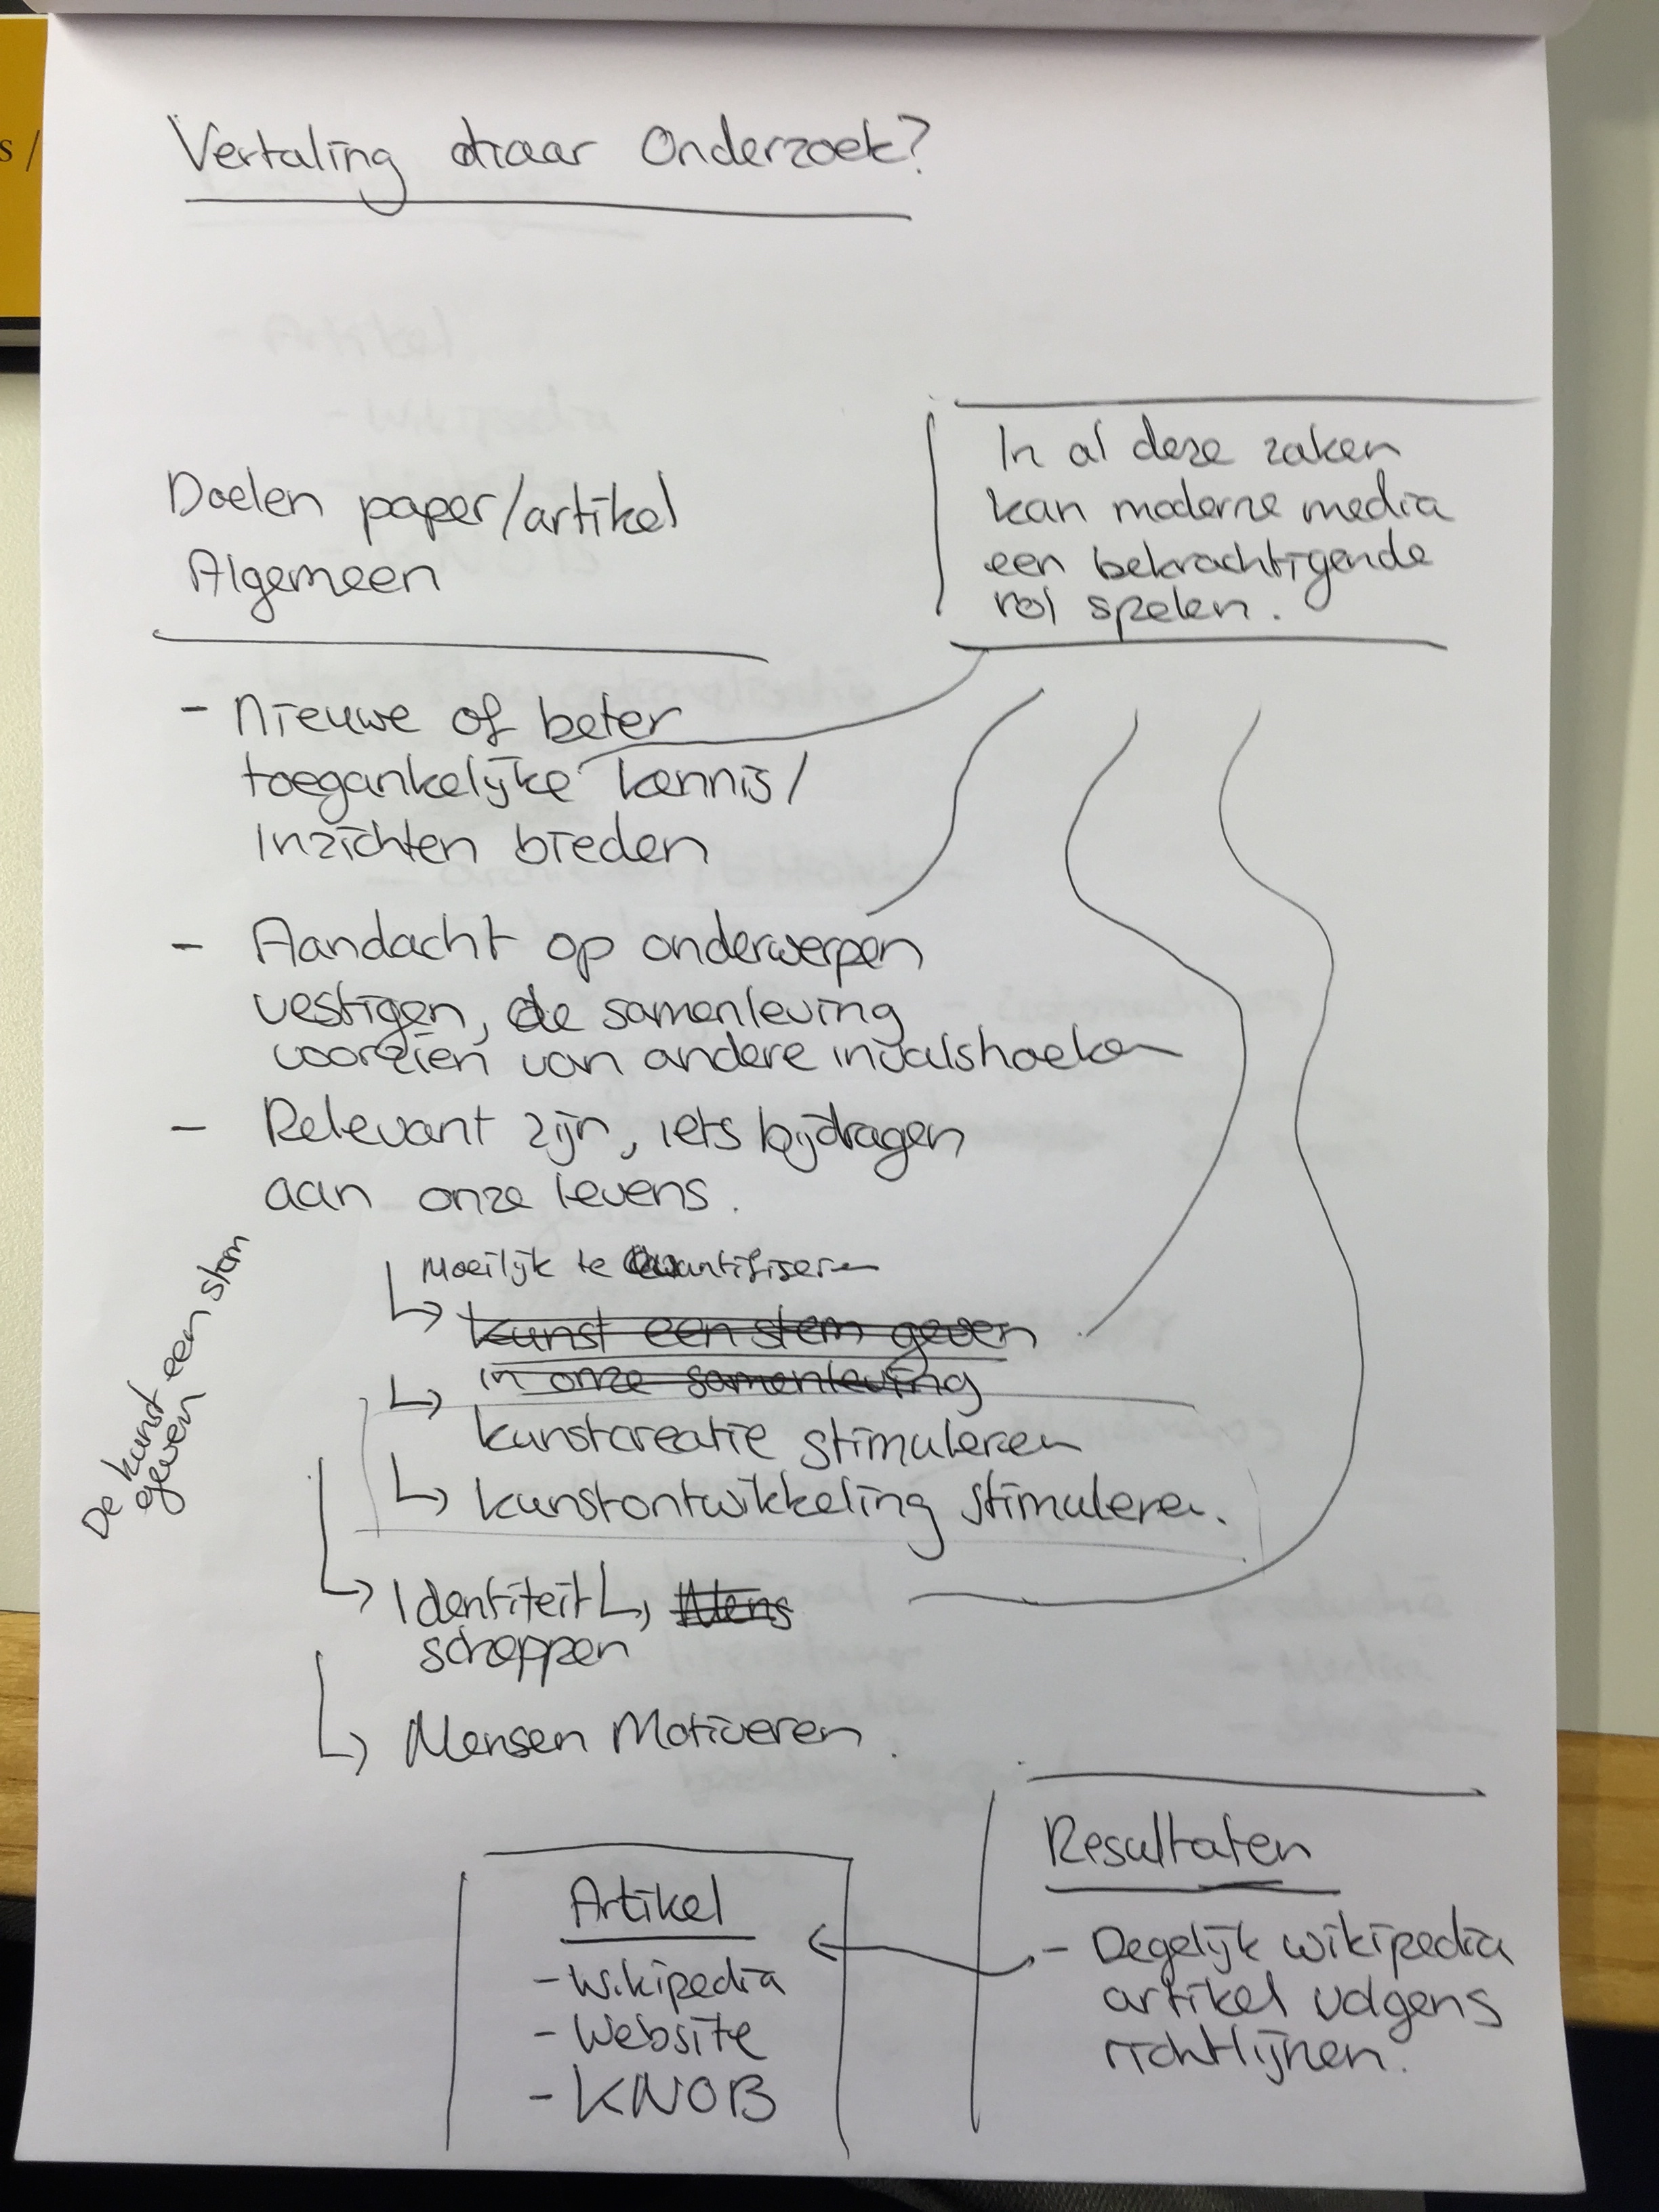 Vertaling naar Onderzoek?
In al deze zaken
kan moderne media
een bekrachtigende
rol spelen.
Doelen paper/artikel
Algemeen
- Nieuwe of beter
toegankelijke kennis/
inzichten bieden
- Aandacht op onderwerpen
vestigen, de samenleving
voorzien van andere invalshoeken
- Relevant zijn, iets bijdragen
aan onze levens.
Moeilijk te Quantifiseren
↳ kunst een stem geven
in onze samenleving
↳ kunstcreatie stimuleren
↳ kunstontwikkeling stimuleren.
De kunst een stem
geven
↳ Identiteit ↳ Mens
scheppen
↳ Mensen Motiveren.
Resultaten
- Degelijk wikipedia
artikel volgens
richtlijnen.
Artikel
- Wikipedia
- Website
- KNOB